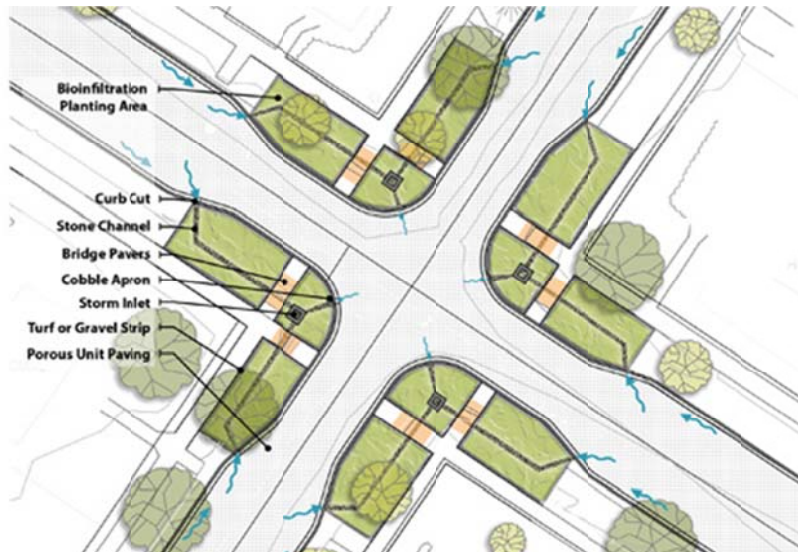 Bioinfiltration
Planting Area
Curb Cut
Stone Channel
Bridge Pavers
Cobble Apron
Storm Inlet
Turf or Gravel Strip
Porous Unit Paving